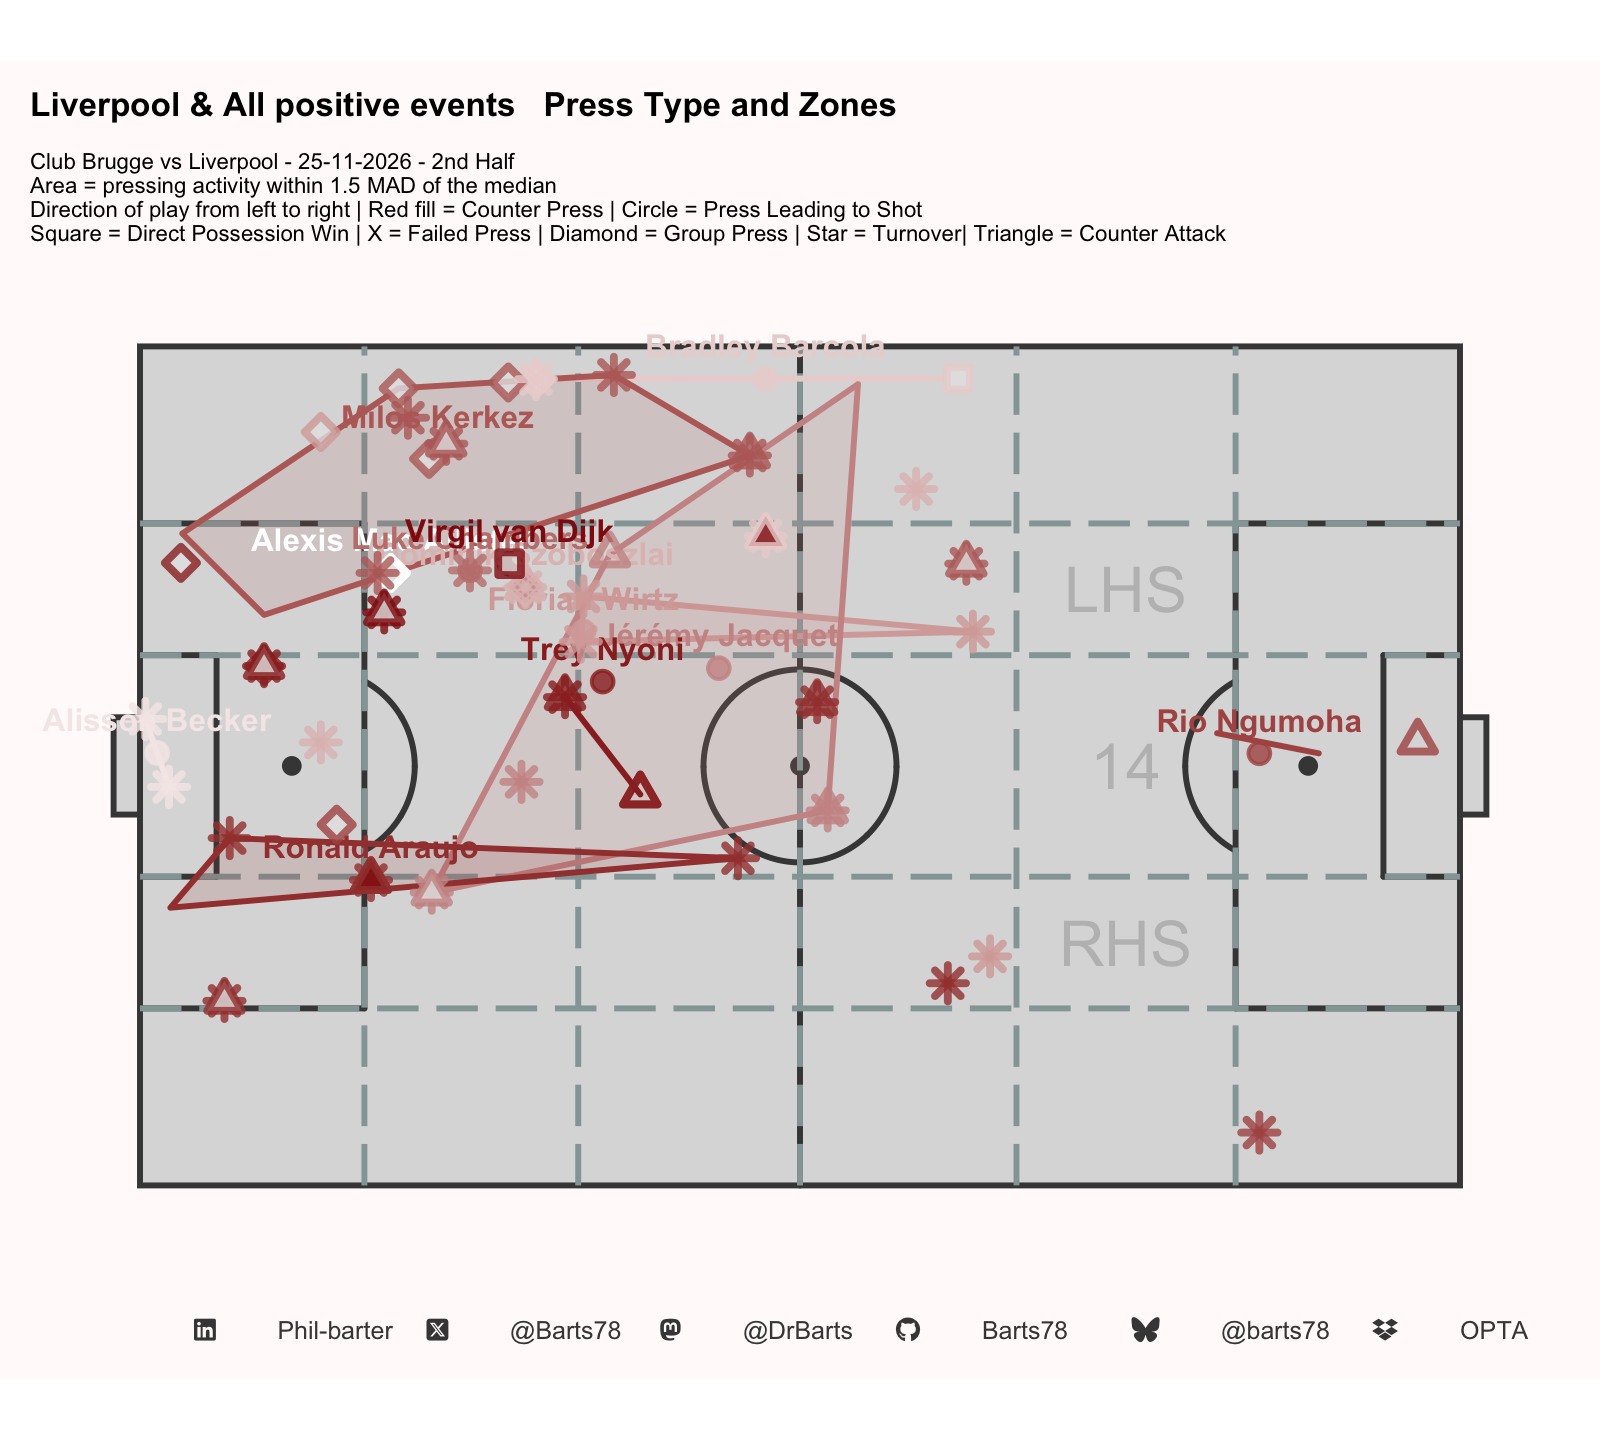 Liverpool & All positive events   Press Type and Zones
Club Brugge vs Liverpool - 25-11-2026 - 2nd Half
Area = pressing activity within 1.5 MAD of the median
Direction of play from left to right | Red fill = Counter Press | Circle = Press Leading to Shot
Square = Direct Possession Win | X = Failed Press | Diamond = Group Press | Star = Turnover| Triangle = Counter Attack
Bradley Barcola
Milos Kerkez
Virgil van Dijk
Alexis
Luke Chambers
LHS
Florian Wirtz
Jérémy Jacquet
Trey Nyoni
Alisson Becker
Rio Ngumoha
14
Ronald Araujo
RHS
Phil-barter @Barts78 @DrBarts Barts78 @barts78 OPTA